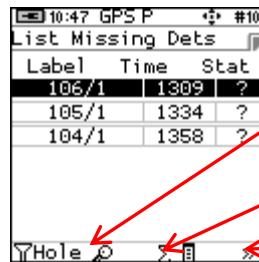 10:47 GPS P #10
List Missing Dets
Label Time Stat
106/1 1309 ?
105/1 1334 ?
104/1 1358 ?
Hole »